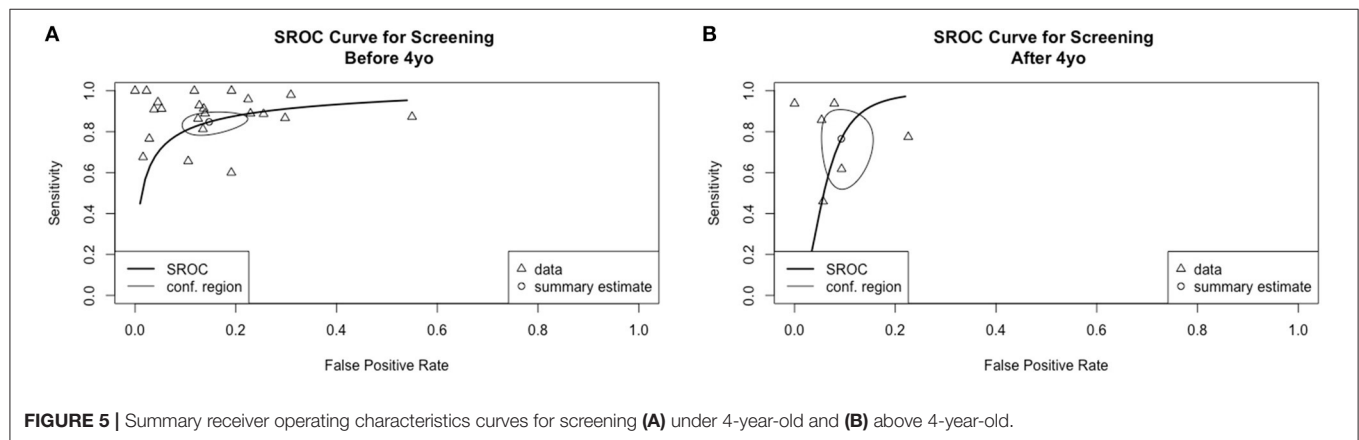 A
SROC Curve for Screening
Before 4yo
Sensitivity
1.0
0.8
0.6
0.4
0.2
0.0
SROC
conf. region
data
summary estimate
0.0 0.2 0.4 0.6 0.8 1.0
False Positive Rate
B
SROC Curve for Screening
After 4yo
Sensitivity
1.0
0.8
0.6
0.4
0.2
0.0
SROC
conf. region
data
summary estimate
0.0 0.2 0.4 0.6 0.8 1.0
False Positive Rate
FIGURE 5 | Summary receiver operating characteristics curves for screening (A) under 4-year-old and (B) above 4-year-old.